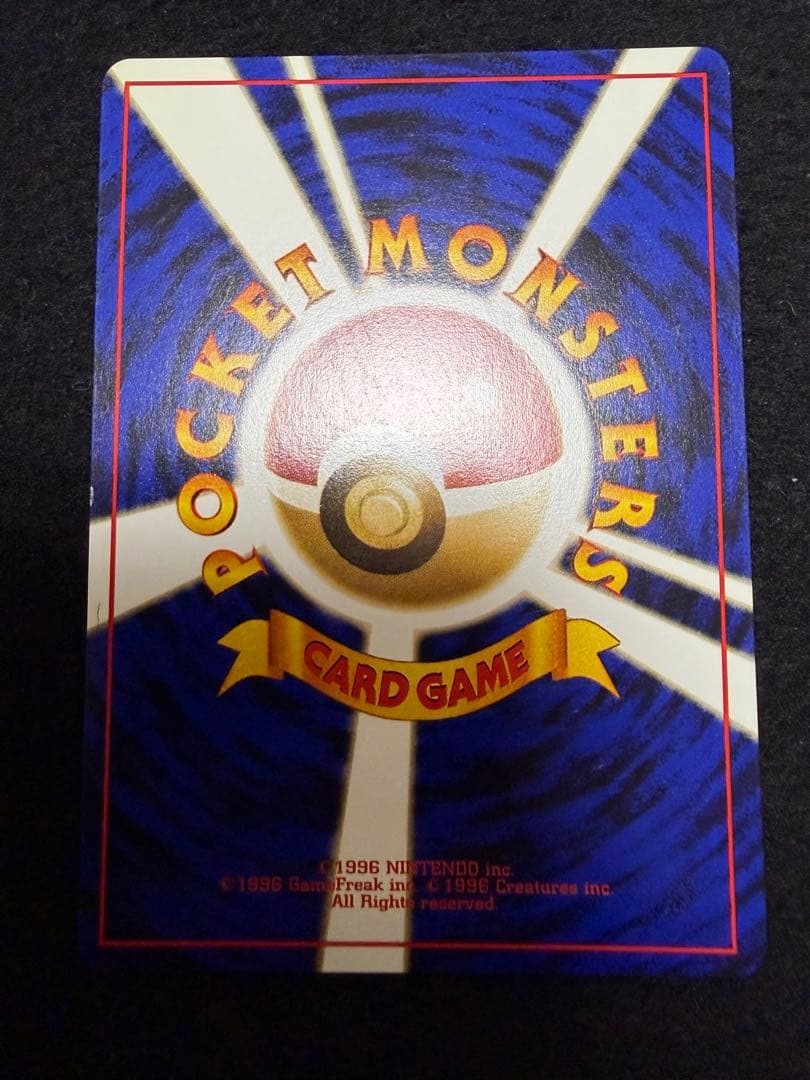 POCKET MONSTERS
CARD GAME
©1996 NINTENDO inc.
©1996 GameFreak inc. ©1996 Creatures inc.
All Rights reserved.